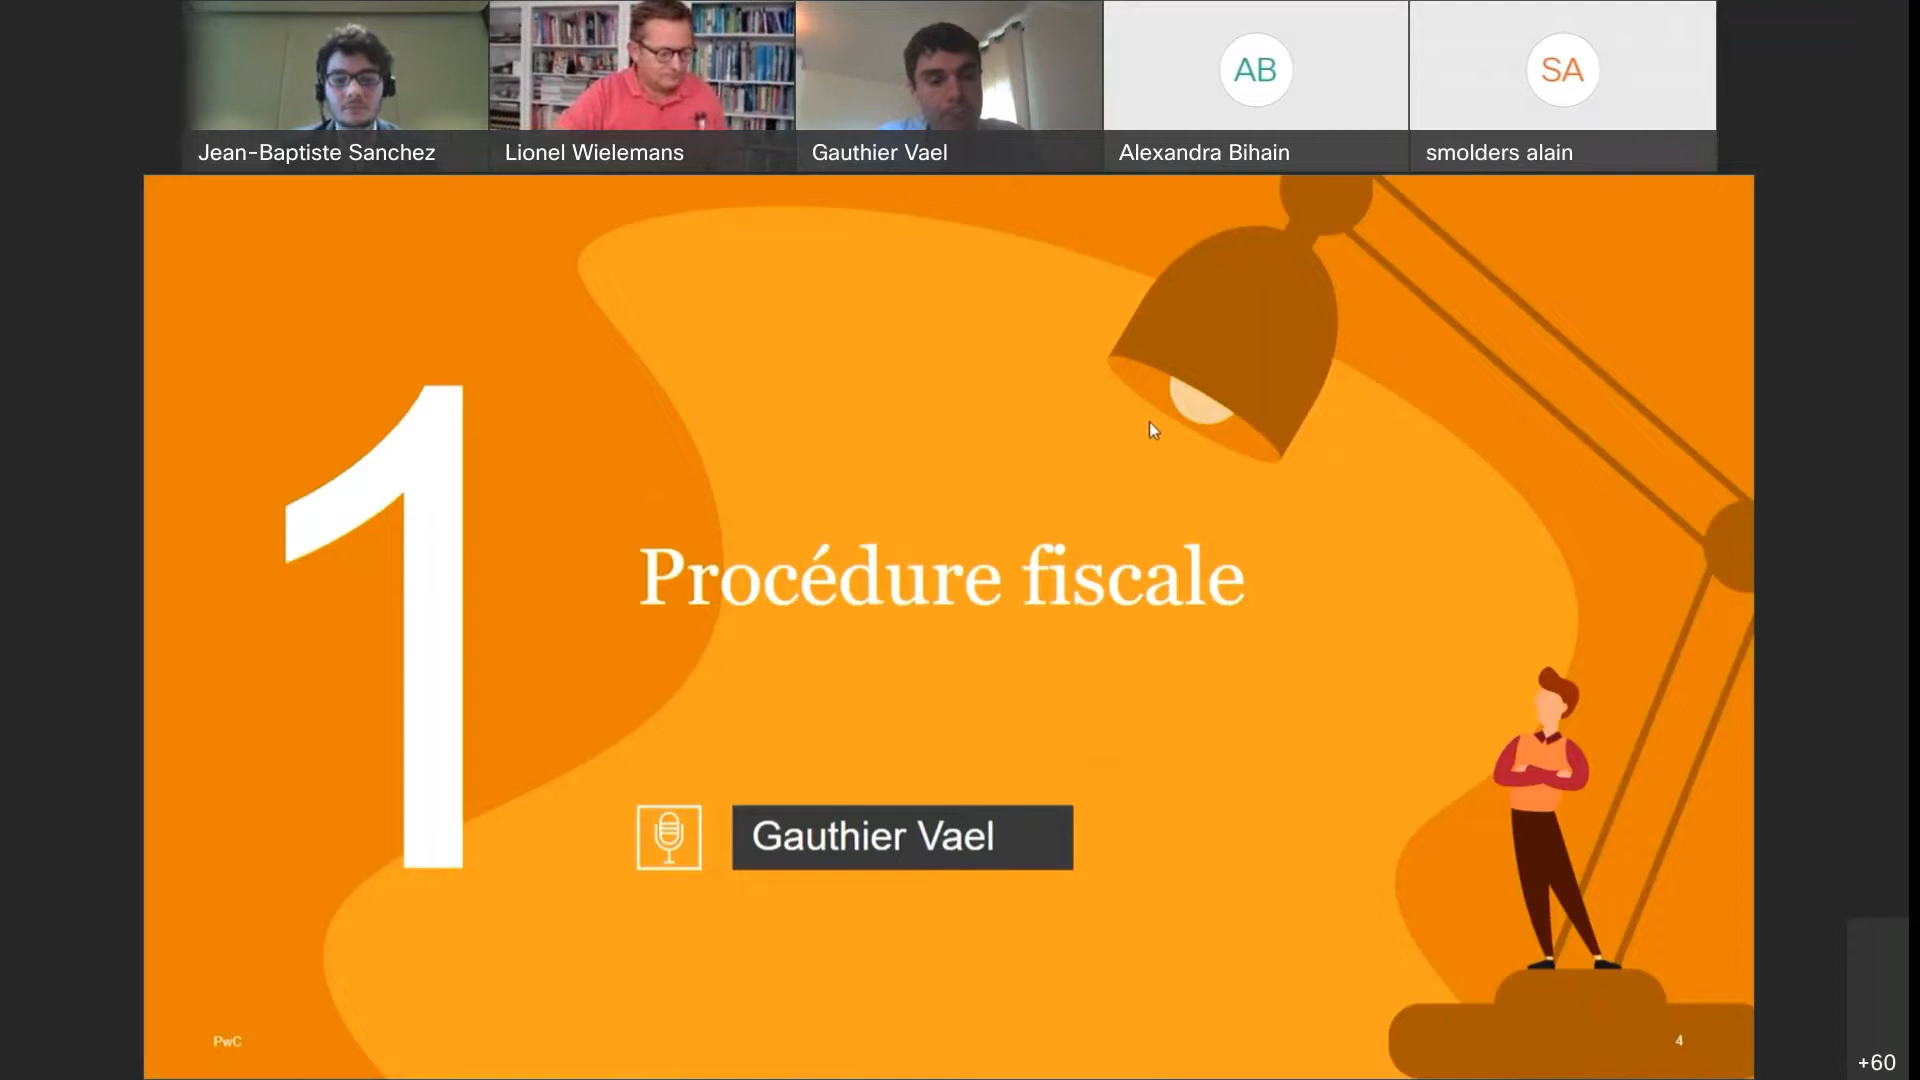 Jean-Baptiste Sanchez
Lionel Wielemans
Gauthier Vael
AB
Alexandra Bihain
SA
smolders alain
1
Procédure fiscale
Gauthier Vael
PwC
4
+60